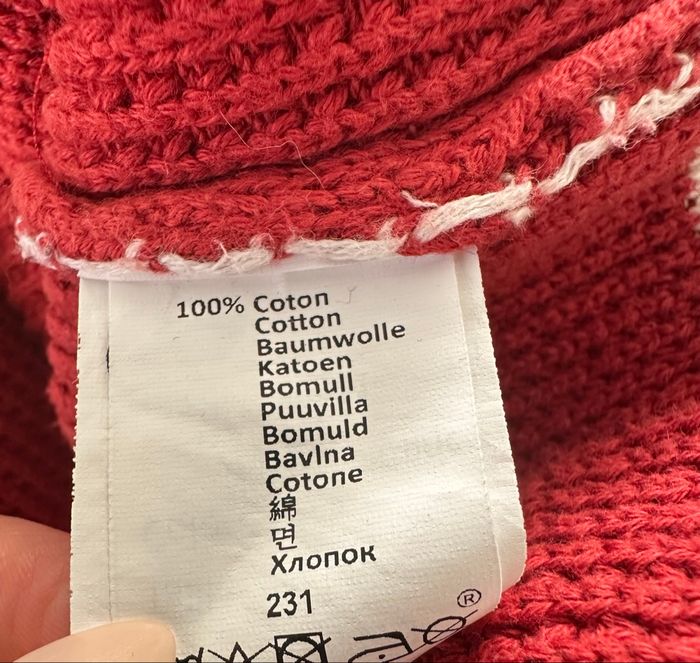 100% Coton
Cotton
Baumwolle
Katoen
Bomull
Puuvilla
Bomuld
Bavlna
Cotone
綿
면
Хлопок
231
®